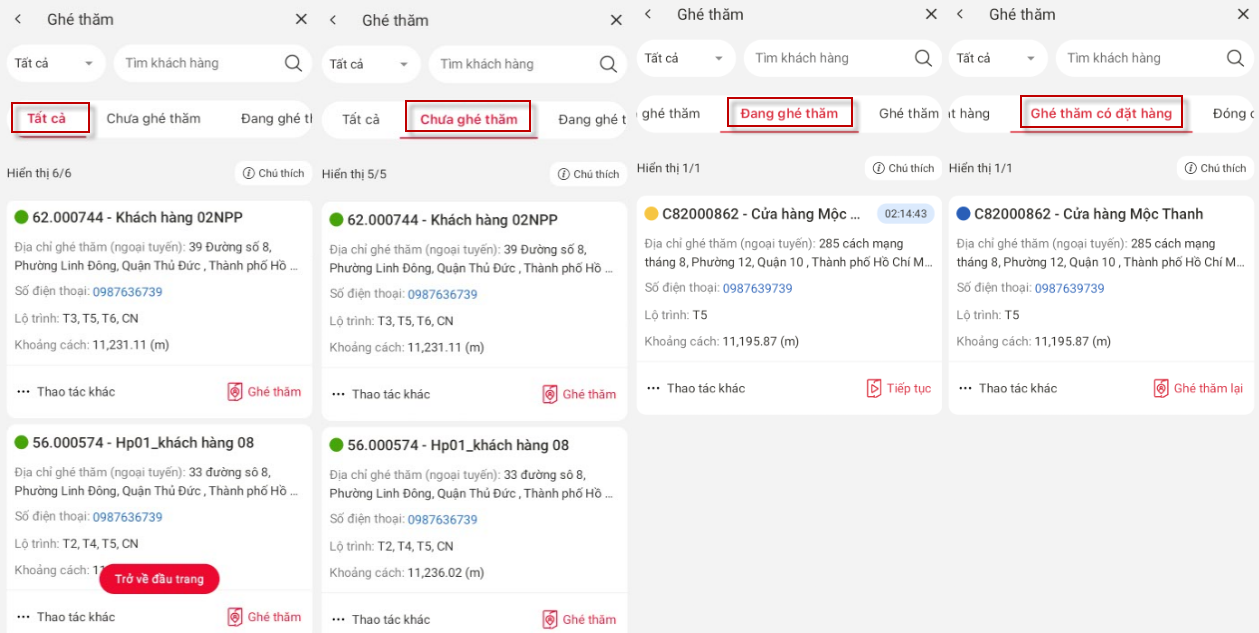 Ghé thăm
Tất cả
Tìm khách hàng
Tất cả Chưa ghé thăm Đang ghé tl
Hiển thị 6/6
Chú thích
62.000744 - Khách hàng 02NPP
Địa chỉ ghé thăm (ngoại tuyến): 39 Đường số 8,
Phường Linh Đông, Quận Thủ Đức , Thành phố Hồ ...
Số điện thoại: 0987636739
Lộ trình: T3, T5, T6, CN
Khoảng cách: 11,231.11 (m)
Thao tác khác
Ghé thăm
56.000574 - Hp01_khách hàng 08
Địa chỉ ghé thăm (ngoại tuyến): 33 đường sô 8,
Phường Linh Đông, Quận Thủ Đức , Thành phố Hồ ...
Số điện thoại: 0987636739
Lộ trình: T2, T4, T5, CN
Khoảng cách: 11
Trở về đầu trang
Thao tác khác
Ghé thăm
Ghé thăm
Tất cả
Tìm khách hàng
Tất cả Chưa ghé thăm Đang ghé t
Hiển thị 5/5
Chú thích
62.000744 - Khách hàng 02NPP
Địa chỉ ghé thăm (ngoại tuyến): 39 Đường số 8,
Phường Linh Đông, Quận Thủ Đức , Thành phố Hồ ...
Số điện thoại: 0987636739
Lộ trình: T3, T5, T6, CN
Khoảng cách: 11,231.11 (m)
Thao tác khác
Ghé thăm
56.000574 - Hp01_khách hàng 08
Địa chỉ ghé thăm (ngoại tuyến): 33 đường sô 8,
Phường Linh Đông, Quận Thủ Đức , Thành phố Hồ ...
Số điện thoại: 0987636739
Lộ trình: T2, T4, T5, CN
Khoảng cách: 11,236.02 (m)
Thao tác khác
Ghé thăm
Ghé thăm
Tất cả
Tìm khách hàng
ghé thăm Đang ghé thăm Ghé thăm
Hiển thị 1/1
Chú thích
C82000862 - Cửa hàng Mộc ...
02:14:43
Địa chỉ ghé thăm (ngoại tuyến): 285 cách mạng
tháng 8, Phường 12, Quận 10 , Thành phố Hồ Chí M...
Số điện thoại: 0987639739
Lộ trình: T5
Khoảng cách: 11,195.87 (m)
Thao tác khác
Tiếp tục
Ghé thăm
Tất cả
Tìm khách hàng
t hàng Ghé thăm có đặt hàng Đóng c
Hiển thị 1/1
Chú thích
C82000862 - Cửa hàng Mộc Thanh
Địa chỉ ghé thăm (ngoại tuyến): 285 cách mạng
tháng 8, Phường 12, Quận 10 , Thành phố Hồ Chí M...
Số điện thoại: 0987639739
Lộ trình: T5
Khoảng cách: 11,195.87 (m)
Thao tác khác
Ghé thăm lại